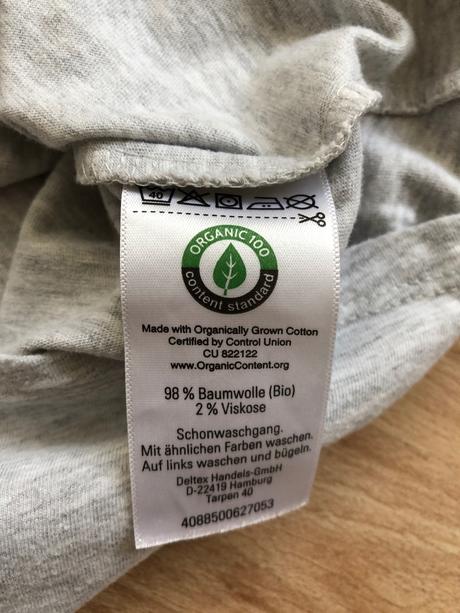 40
ORGANIC 100
content standard
Made with Organically Grown Cotton
Certified by Control Union
CU 822122
www.OrganicContent.org
98 % Baumwolle (Bio)
2 % Viskose
Schonwaschgang.
Mit ähnlichen Farben waschen.
Auf links waschen und bügeln.
Deltex Handels-GmbH
D-22419 Hamburg
Tarpen 40
4088500627053